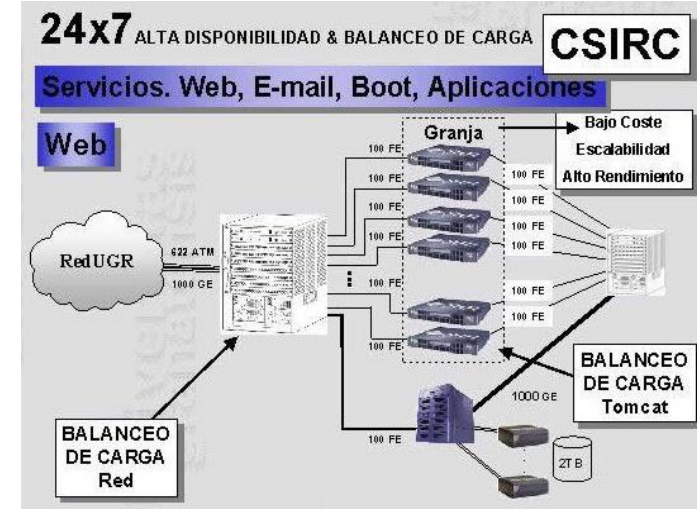 24x7 ALTA DISPONIBILIDAD & BALANCEO DE CARGA
CSIRC
Servicios. Web, E-mail, Boot, Aplicaciones
Web
Granja
Bajo Coste
Escalabilidad
Alto Rendimiento
100 FE
100 FE
100 FE
100 FE
100 FE
100 FE
100 FE
100 FE
100 FE
100 FE
100 FE
100 FE
RedUGR
622 ATM
1000 GE
BALANCEO
DE CARGA
Tomcat
1000 GE
BALANCEO
DE CARGA
Red
100 FE
2TB